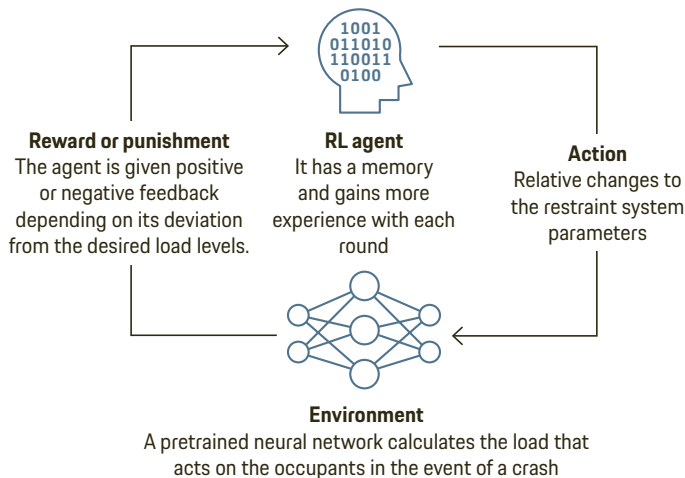 1001
011010
110011
0100
Reward or punishment
The agent is given positive
or negative feedback
depending on its deviation
from the desired load levels.
RL agent
It has a memory
and gains more
experience with each
round
Action
Relative changes to
the restraint system
parameters
Environment
A pretrained neural network calculates the load that
acts on the occupants in the event of a crash